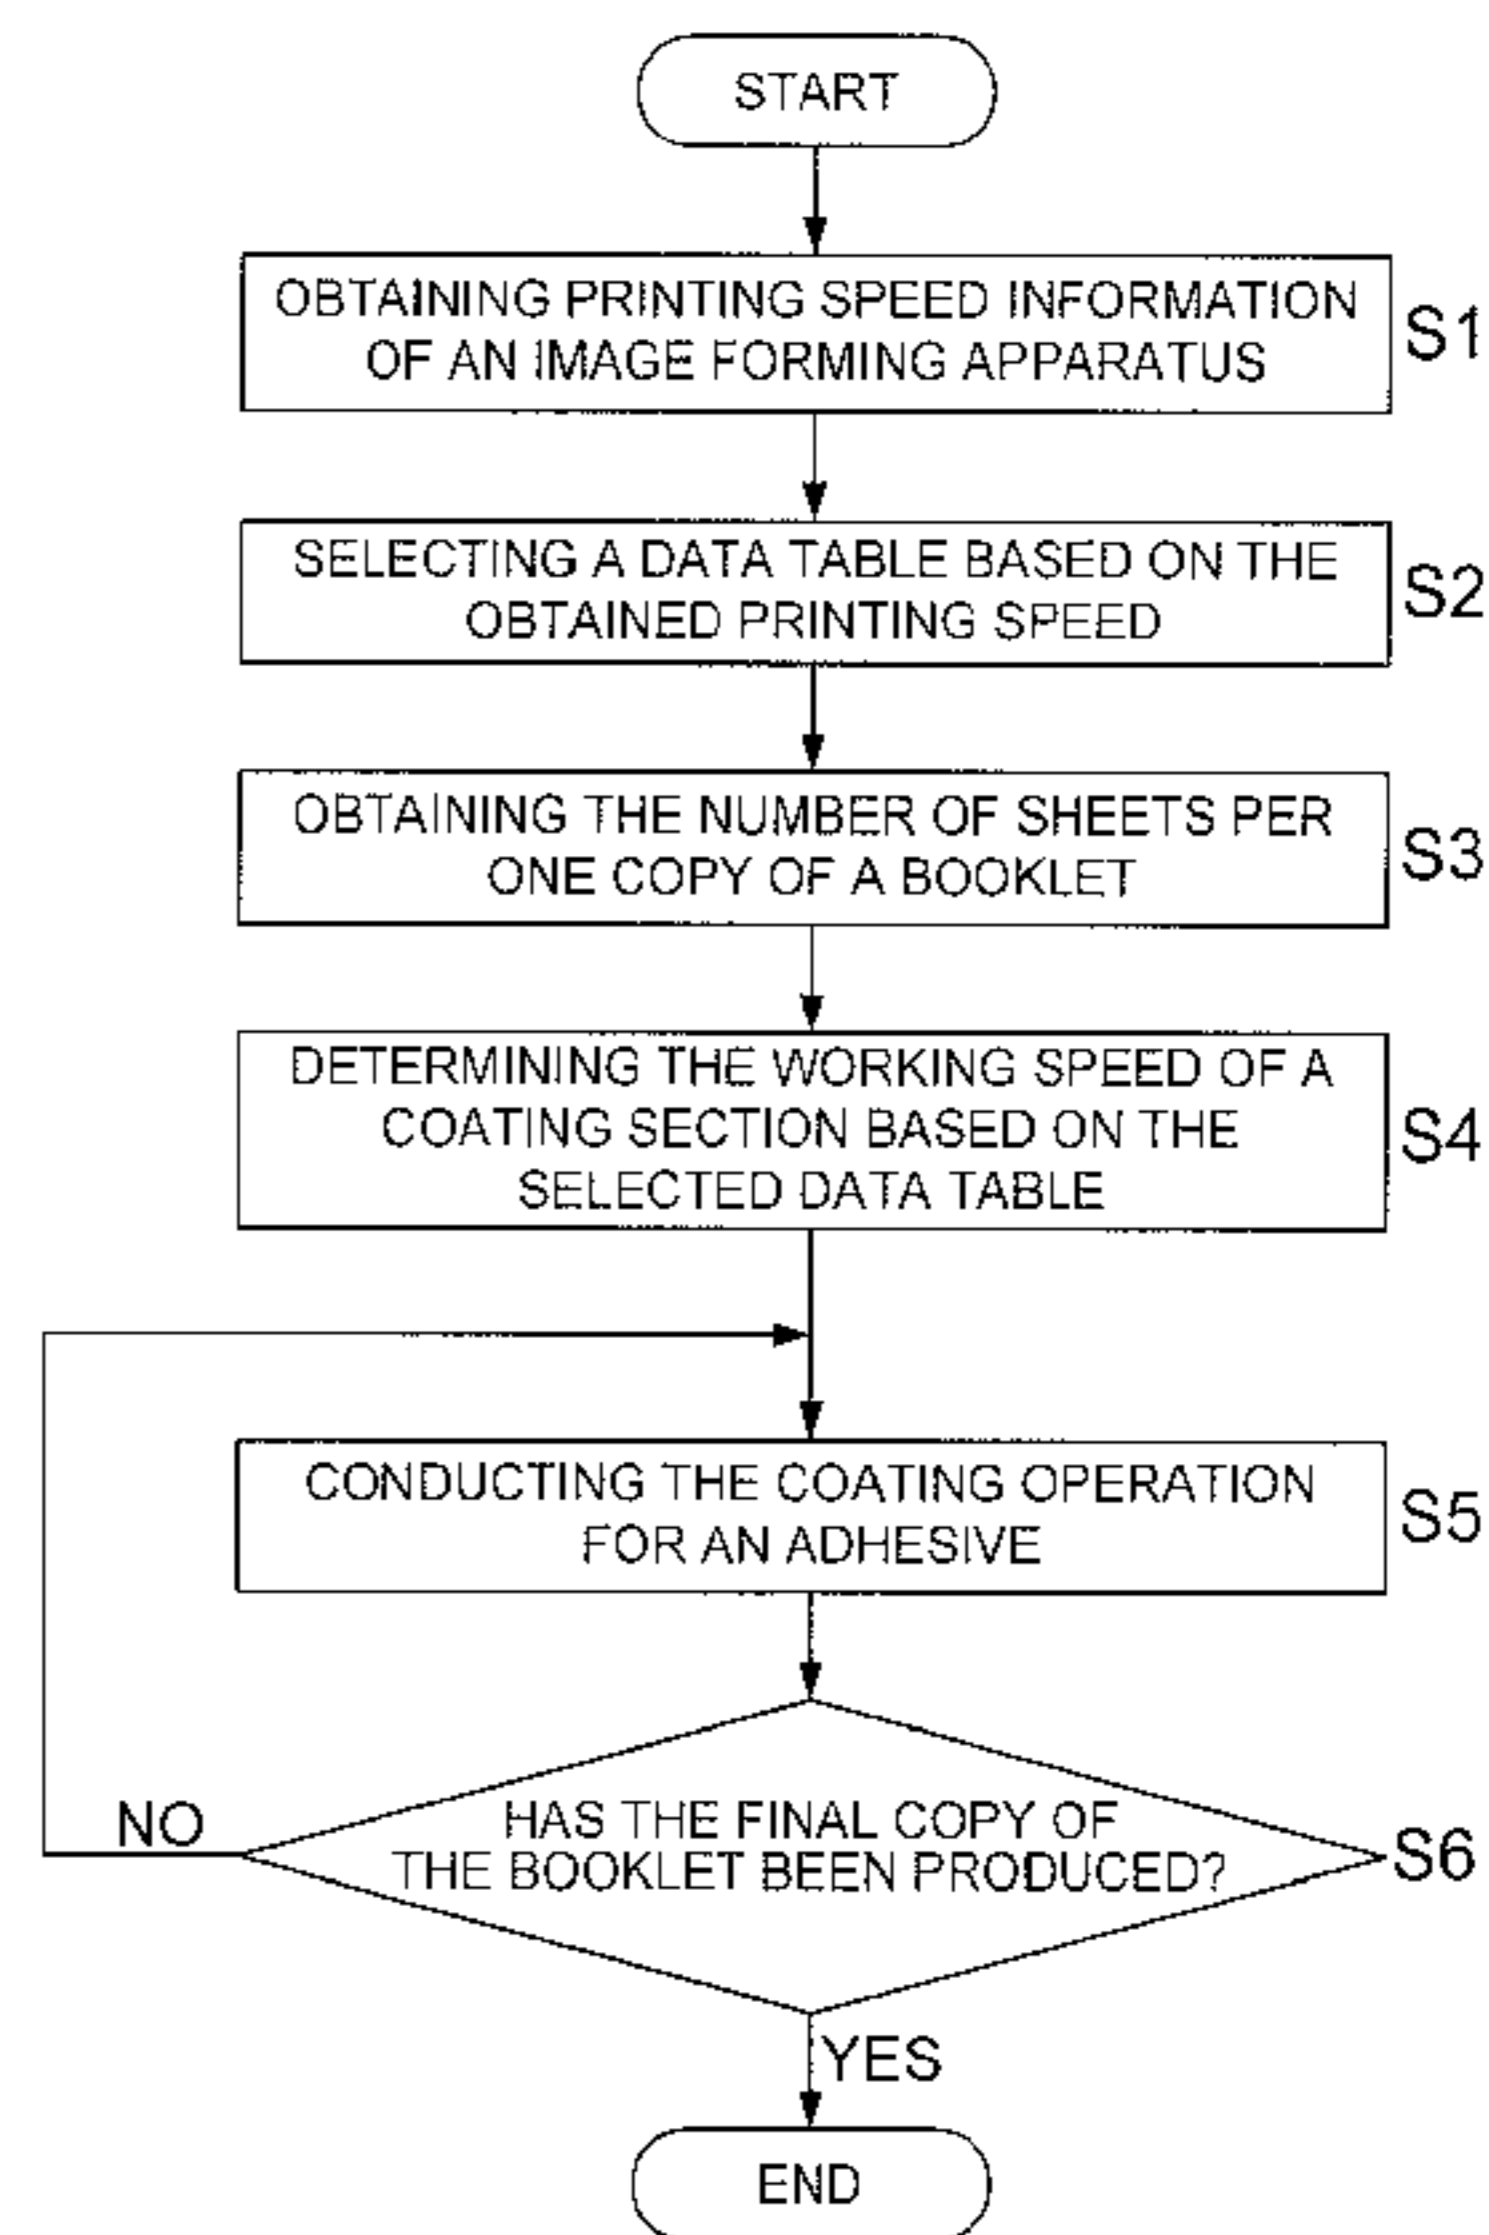 START
OBTAINING PRINTING SPEED INFORMATION
OF AN IMAGE FORMING APPARATUS
S1
SELECTING A DATA TABLE BASED ON THE
OBTAINED PRINTING SPEED
S2
OBTAINING THE NUMBER OF SHEETS PER
ONE COPY OF A BOOKLET
S3
DETERMINING THE WORKING SPEED OF A
COATING SECTION BASED ON THE
SELECTED DATA TABLE
S4
CONDUCTING THE COATING OPERATION
FOR AN ADHESIVE
S5
HAS THE FINAL COPY OF
THE BOOKLET BEEN PRODUCED?
S6
NO
YES
END